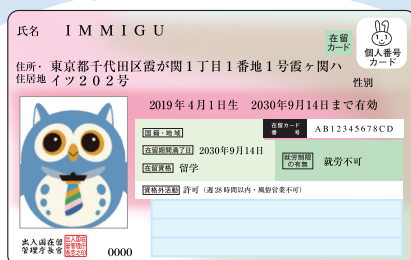 氏名 IMMIGU
在留
カード
個人番号
カード
住所・
住居地
東京都千代田区霞が関1丁目1番地1号霞ヶ関ハ
イツ202号
性別
2019年4月1日生 2030年9月14日まで有効
国籍・地域
在留カード
番号
AB12345678CD
在留期間満了日 2030年9月14日
在留資格 留学
就労制限
の有無
就労不可
資格外活動 許可（週28時間以内・風俗営業不可）
出入国在留
管理庁長官
0000